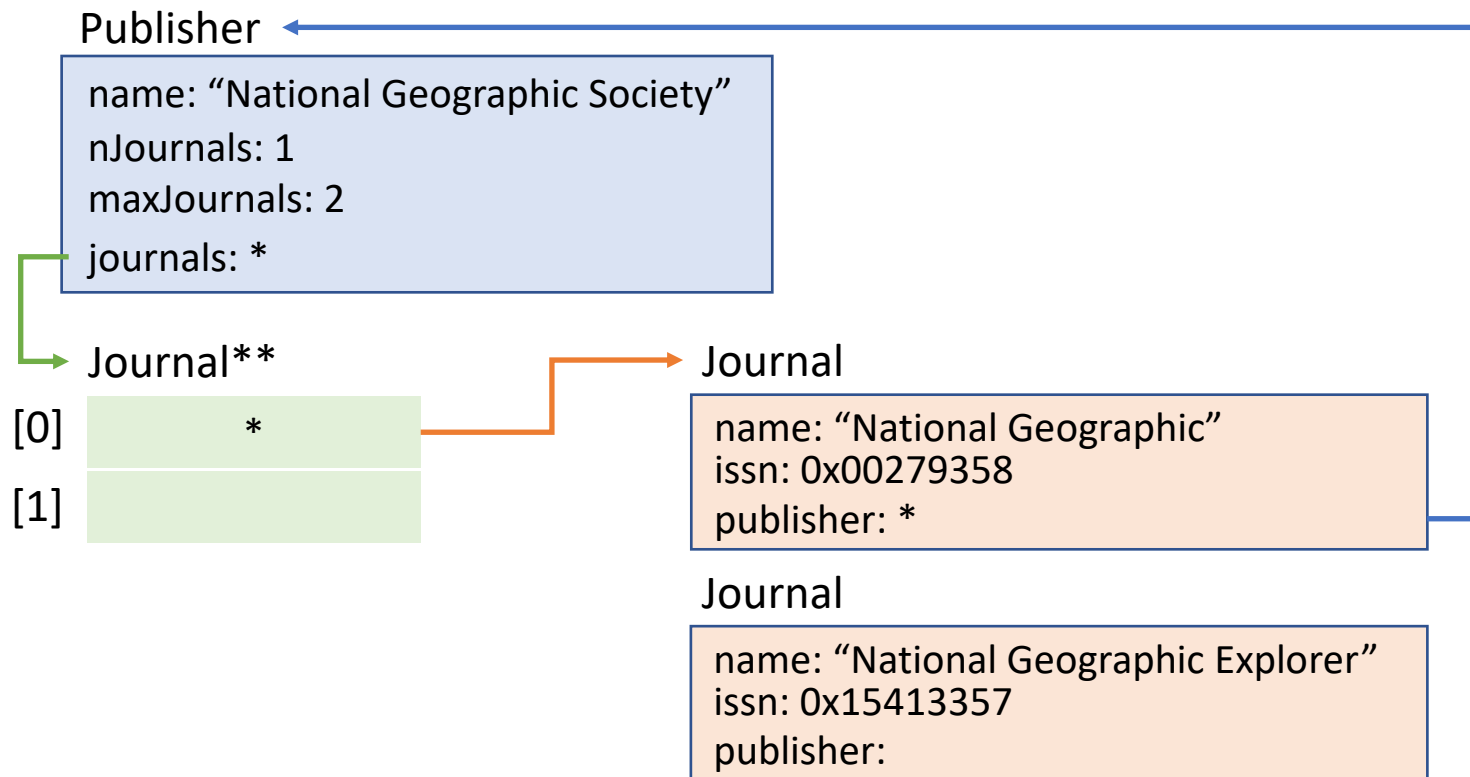 Publisher
name: “National Geographic Society”
nJournals: 1
maxJournals: 2
journals: *
Journal**
[0]
*
[1]
Journal
name: “National Geographic”
issn: 0x00279358
publisher: *
Journal
name: “National Geographic Explorer”
issn: 0x15413357
publisher: